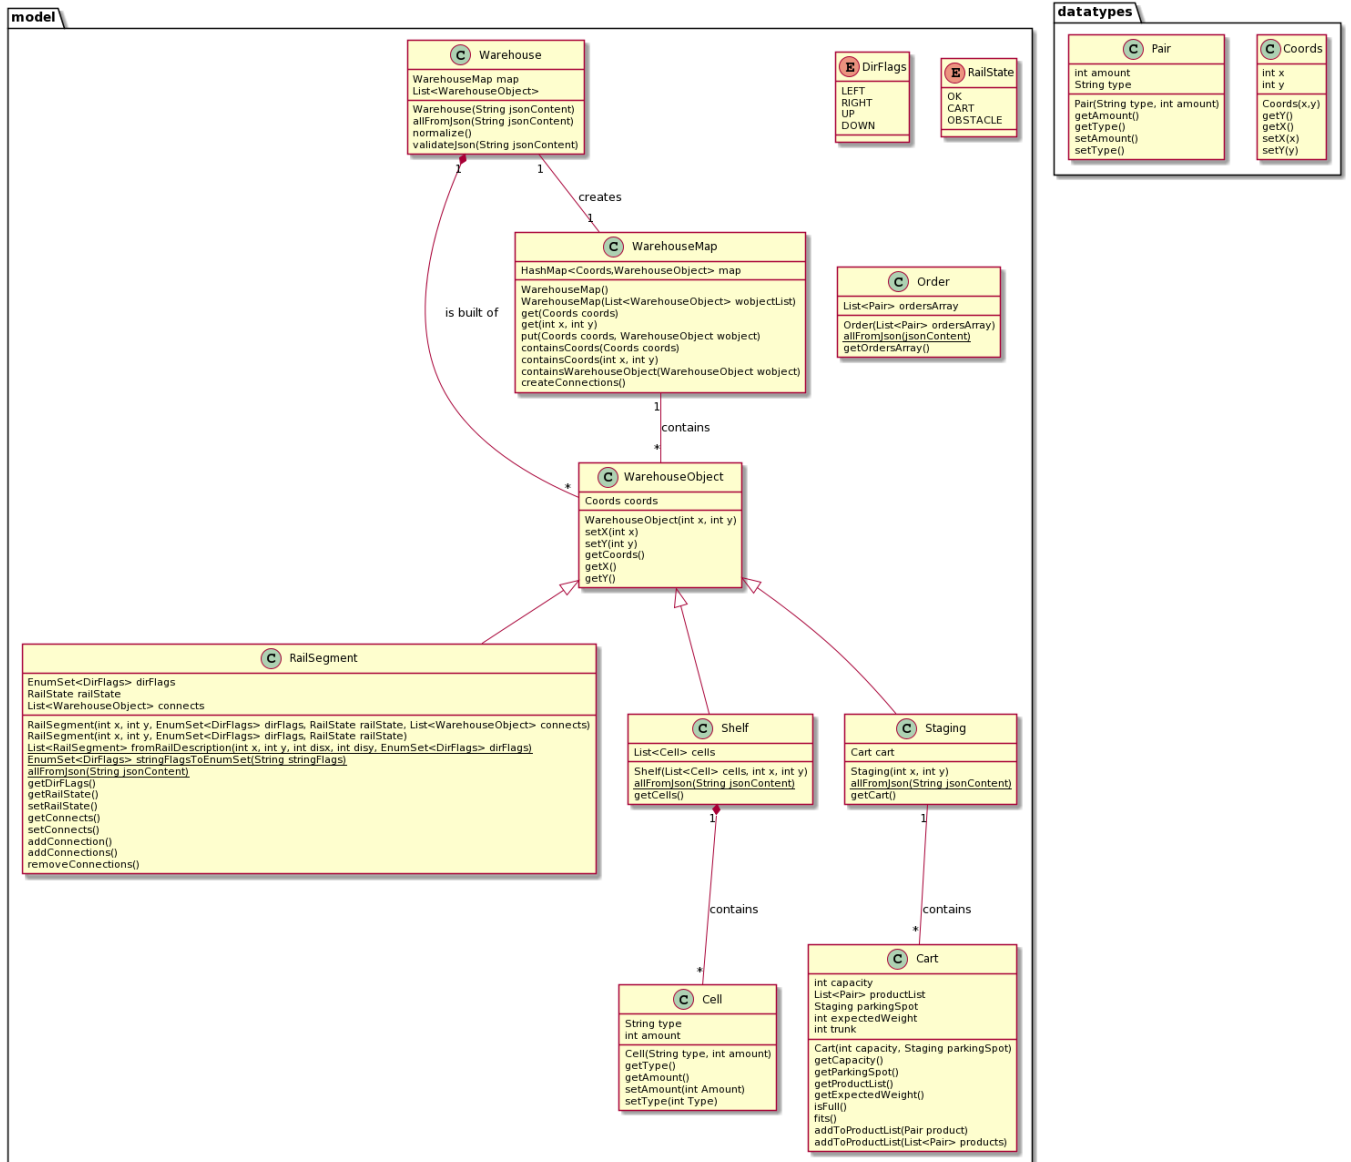 model
C Warehouse
WarehouseMap map
List<WarehouseObject>
Warehouse(String jsonContent)
allFromJson(String jsonContent)
normalize()
validateJson(String jsonContent)
E DirFlags
LEFT
RIGHT
UP
DOWN
E RailState
OK
CART
OBSTACLE
1
1
creates
1
is built of
C WarehouseMap
HashMap<Coords,WarehouseObject> map
WarehouseMap()
WarehouseMap(List<WarehouseObject> wobjectList)
get(Coords coords)
get(int x, int y)
put(Coords coords, WarehouseObject wobject)
containsCoords(Coords coords)
containsCoords(int x, int y)
containsWarehouseObject(WarehouseObject wobject)
createConnections()
C Order
List<Pair> ordersArray
Order(List<Pair> ordersArray)
allFromJson(jsonContent)
getOrdersArray()
1
contains
*
*
C WarehouseObject
Coords coords
WarehouseObject(int x, int y)
setX(int x)
setY(int y)
getCoords()
getX()
getY()
C RailSegment
EnumSet<DirFlags> dirFlags
RailState railState
List<WarehouseObject> connects
RailSegment(int x, int y, EnumSet<DirFlags> dirFlags, RailState railState, List<WarehouseObject> connects)
RailSegment(int x, int y, EnumSet<DirFlags> dirFlags, RailState railState)
List<RailSegment> fromRailDescription(int x, int y, int disx, int disy, EnumSet<DirFlags> dirFlags)
EnumSet<DirFlags> stringFlagsToEnumSet(String stringFlags)
allFromJson(String jsonContent)
getDirFLags()
getRailState()
setRailState()
getConnects()
setConnects()
addConnection()
addConnections()
removeConnections()
C Shelf
List<Cell> cells
Shelf(List<Cell> cells, int x, int y)
allFromJson(String jsonContent)
getCells()
C Staging
Cart cart
Staging(int x, int y)
allFromJson(String jsonContent)
getCart()
1
contains
*
1
contains
*
C Cell
String type
int amount
Cell(String type, int amount)
getType()
getAmount()
setAmount(int Amount)
setType(int Type)
C Cart
int capacity
List<Pair> productList
Staging parkingSpot
int expectedWeight
int trunk
Cart(int capacity, Staging parkingSpot)
getCapacity()
getParkingSpot()
getProductList()
getExpectedWeight()
isFull()
fits()
addToProductList(Pair product)
addToProductList(List<Pair> products)
datatypes
C Pair
int amount
String type
Pair(String type, int amount)
getAmount()
getType()
setAmount()
setType()
C Coords
int x
int y
Coords(x,y)
getY()
getX()
setX(x)
setY(y)